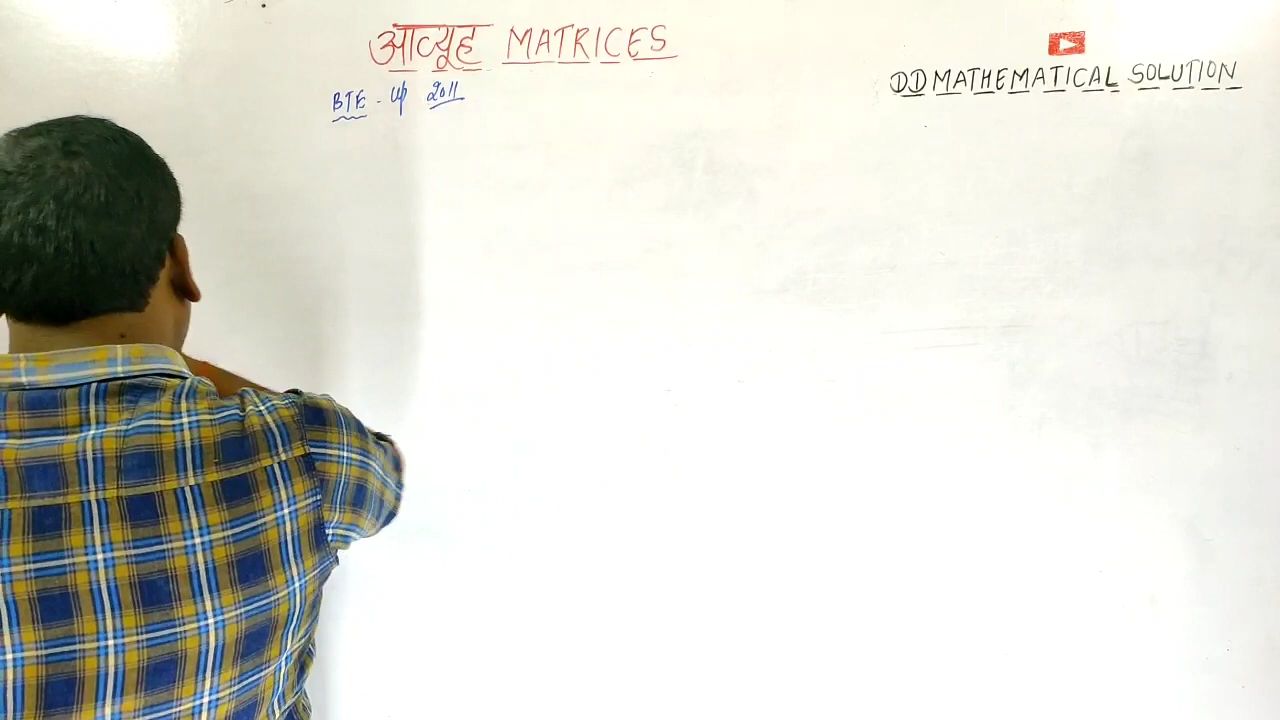 आव्यूह MATRICES
DD MATHEMATICAL SOLUTION
BTE - UP 2011